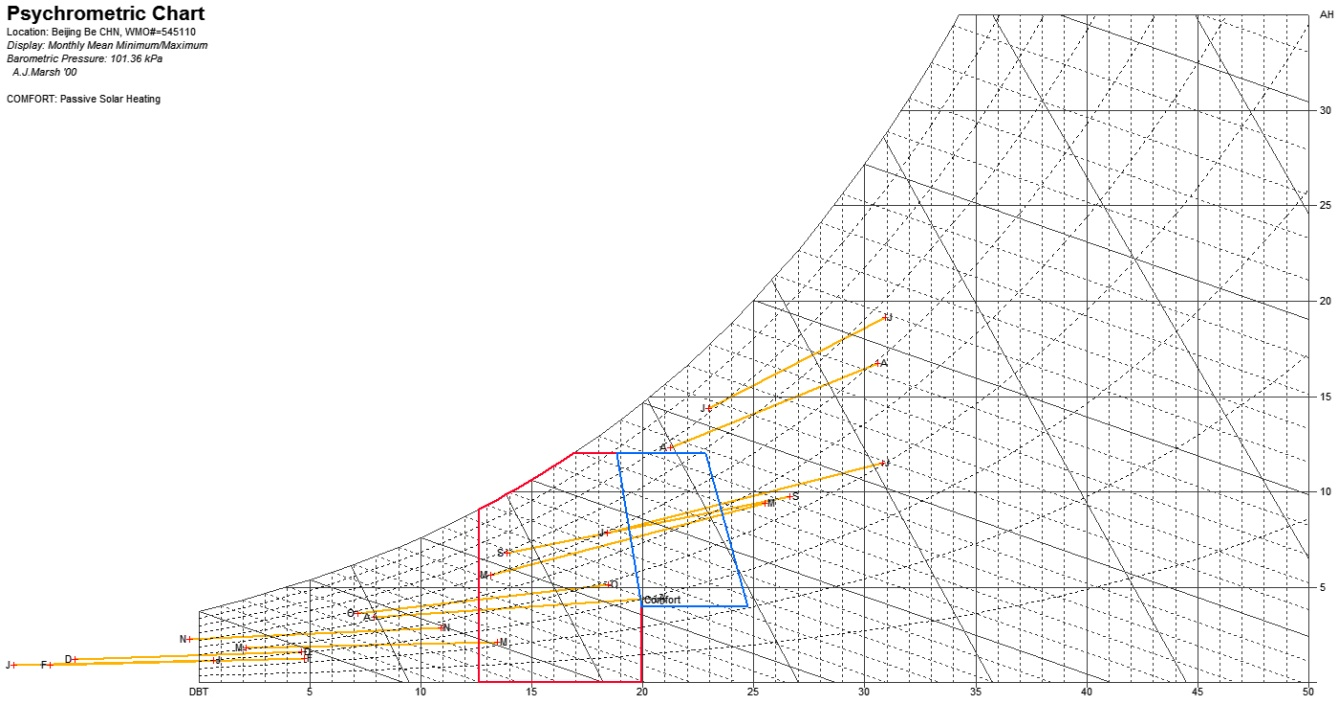 Psychrometric Chart
Location: Beijing Be CHN, WMO#=545110
Display: Monthly Mean Minimum/Maximum
Barometric Pressure: 101.36 kPa
A.J.Marsh '00
COMFORT: Passive Solar Heating
AH
30
25
20
J
A
15
J
A
J
10
S
M
J
S
M
5
O
O
Comfort
A
N
N
M
M
D
D
J
F
J
F
DBT 5 10 15 20 25 30 35 40 45 50